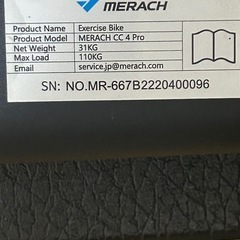 MERACH
Product Name Exercise Bike
Product Model MERACH CC 4 Pro
Net Weight 31KG
Max Load 110KG
Email service.jp@merach.com
SN: NO.MR-667B2220400096